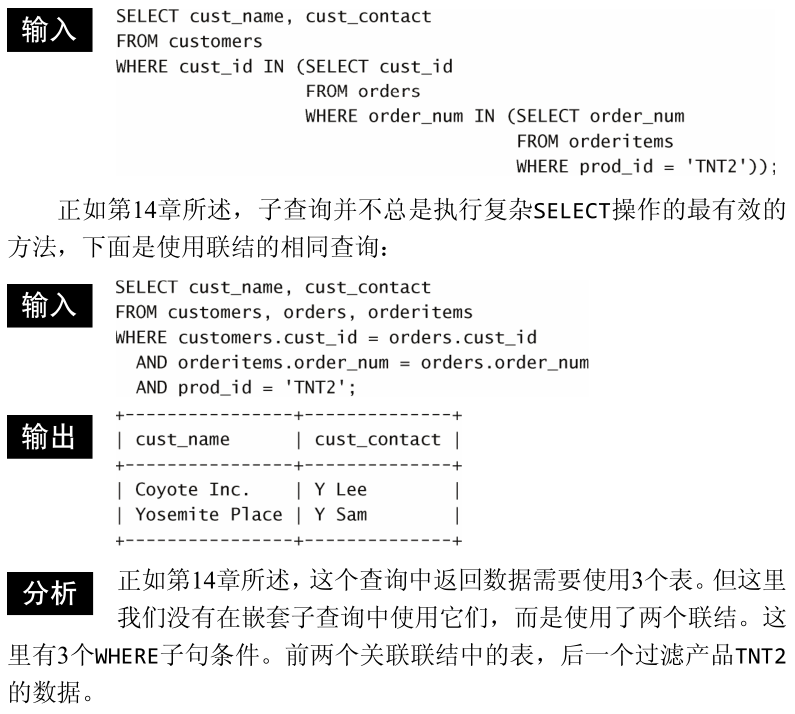 输入
SELECT cust_name, cust_contact
FROM customers
WHERE cust_id IN (SELECT cust_id
                  FROM orders
                  WHERE order_num IN (SELECT order_num
                                      FROM orderitems
                                      WHERE prod_id = 'TNT2'));
正如第14章所述，子查询并不总是执行复杂SELECT操作的最有效的
方法，下面是使用联结的相同查询：
输入
SELECT cust_name, cust_contact
FROM customers, orders, orderitems
WHERE customers.cust_id = orders.cust_id
  AND orderitems.order_num = orders.order_num
  AND prod_id = 'TNT2';
输出
+----------------+--------------+
| cust_name      | cust_contact |
+----------------+--------------+
| Coyote Inc.    | Y Lee        |
| Yosemite Place | Y Sam        |
+----------------+--------------+
分析
正如第14章所述，这个查询中返回数据需要使用3个表。但这里
我们没有在嵌套子查询中使用它们，而是使用了两个联结。这
里有3个WHERE子句条件。前两个关联联结中的表，后一个过滤产品TNT2
的数据。